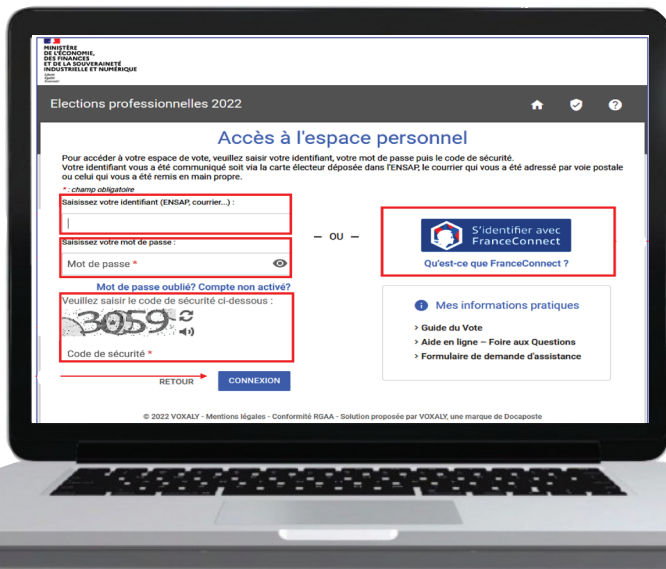 MINISTÈRE
DE L'ÉCONOMIE,
DES FINANCES
ET DE LA SOUVERAINETÉ
INDUSTRIELLE ET NUMÉRIQUE
Liberté
Égalité
Fraternité
Elections professionnelles 2022
Accès à l'espace personnel
Pour accéder à votre espace de vote, veuillez saisir votre identifiant, votre mot de passe puis le code de sécurité.
Votre identifiant vous a été communiqué soit via la carte électeur déposée dans l'ENSAP, le courrier qui vous a été adressé par voie postale
ou celui qui vous a été remis en main propre.
* : champ obligatoire
Saisissez votre identifiant (ENSAP, courrier...) :
Saisissez votre mot de passe :
Mot de passe *
Mot de passe oublié? Compte non activé?
Veuillez saisir le code de sécurité ci-dessous :
3059
Code de sécurité *
RETOUR
CONNEXION
– OU –
S'identifier avec
FranceConnect
Qu'est-ce que FranceConnect ?
Mes informations pratiques
> Guide du Vote
> Aide en ligne – Foire aux Questions
> Formulaire de demande d'assistance
© 2022 VOXALY - Mentions légales - Conformité RGAA - Solution proposée par VOXALY, une marque de Docaposte